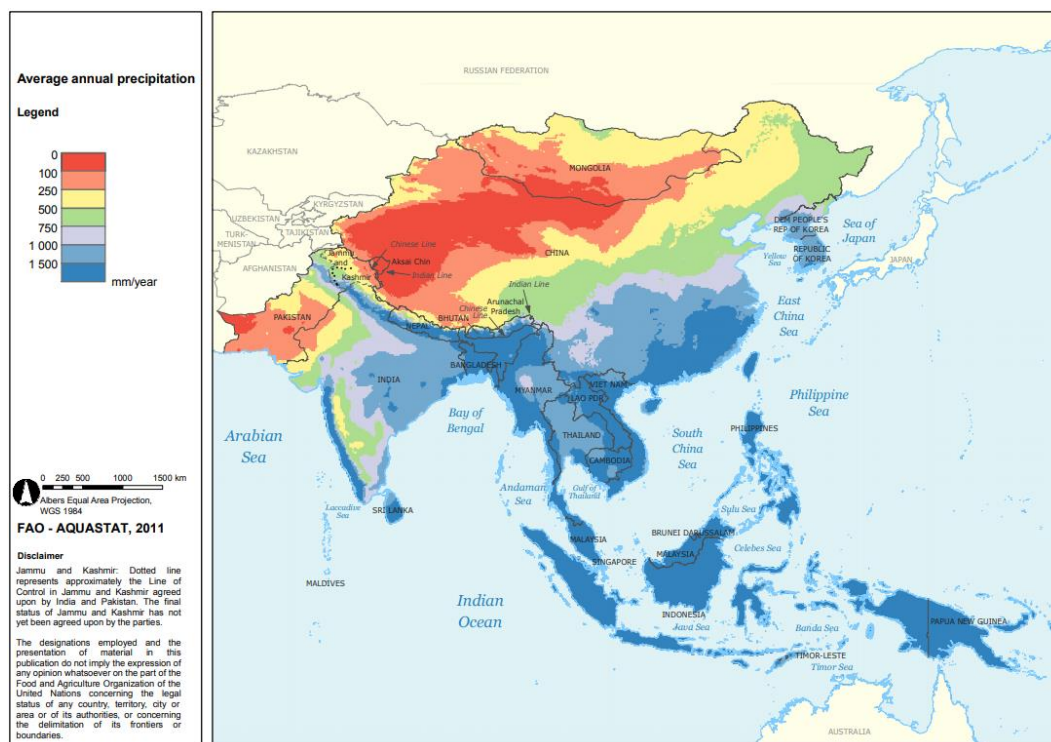 Average annual precipitation
Legend
0
100
250
500
750
1 000
1 500
mm/year
0 250 500 1000 1500 km
Albers Equal Area Projection,
WGS 1984
FAO - AQUASTAT, 2011
Disclaimer
Jammu and Kashmir: Dotted line
represents approximately the Line of
Control in Jammu and Kashmir agreed
upon by India and Pakistan. The final
status of Jammu and Kashmir has not
yet been agreed upon by the parties.
The designations employed and the
presentation of material in this
publication do not imply the expression of
any opinion whatsoever on the part of the
Food and Agriculture Organization of the
United Nations concerning the legal
status of any country, territory, city or
area or of its authorities, or concerning
the delimitation of its frontiers or
boundaries.
RUSSIAN FEDERATION
KAZAKHSTAN
MONGOLIA
KYRGYZSTAN
UZBEKISTAN
TAJIKISTAN
TURK-
MENISTAN
AFGHANISTAN
DEM PEOPLE'S
REP OF KOREA
Sea of
Japan
REPUBLIC
OF KOREA
Yellow
Sea
JAPAN
Chinese Line
Jammu
and
Kashmir
Aksai Chin
Indian Line
CHINA
Indian Line
Arunachal
Pradesh
Chinese
Line
PAKISTAN
NEPAL
BHUTAN
East
China
Sea
BANGLADESH
INDIA
MYANMAR
VIET NAM
LAO PDR
Philippine
Sea
Arabian
Sea
Bay of
Bengal
THAILAND
South
China
Sea
PHILIPPINES
CAMBODIA
Andaman
Sea
Gulf of
Thailand
Laccadive
Sea
SRI LANKA
Sulu Sea
BRUNEI DARUSSALAM
MALAYSIA
MALAYSIA
Celebes Sea
SINGAPORE
MALDIVES
Indian
Ocean
INDONESIA
Java Sea
Banda Sea
PAPUA NEW GUINEA
TIMOR-LESTE
Timor Sea
AUSTRALIA